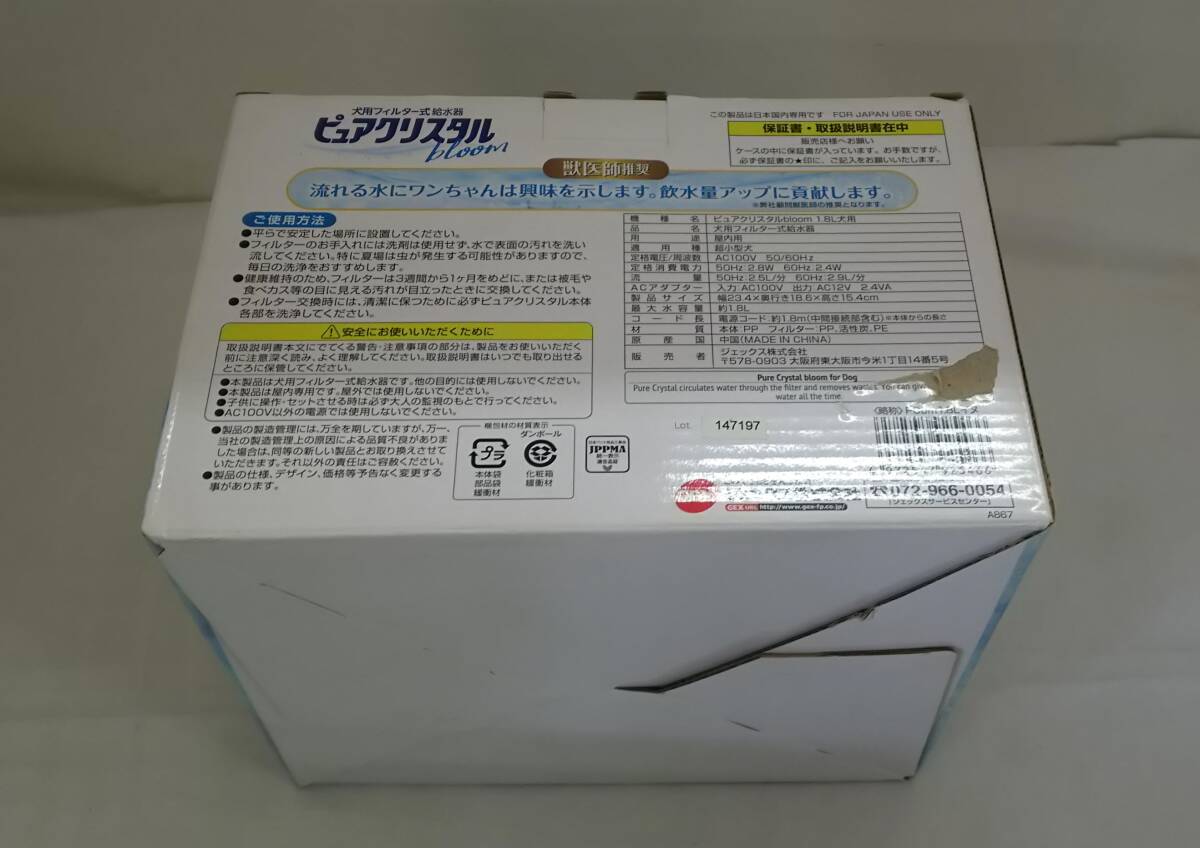 犬用フィルター式給水器
ピュアクリスタル
bloom
この製品は日本国内専用です FOR JAPAN USE ONLY
保証書・取扱説明書在中
販売店様へお願い
ケースの中に保証書が入っています。お手数ですが、
必ず保証書の★印に、ご記入をお願いいたします。
獣医師推奨
流れる水にワンちゃんは興味を示します。飲水量アップに貢献します。
※弊社顧問獣医師の推奨となります。
ご使用方法
●平らで安定した場所に設置してください。
●フィルターのお手入れには洗剤は使用せず、水で表面の汚れを洗い
流してください。特に夏場は虫が発生する可能性がありますので、
毎日の洗浄をおすすめします。
●健康維持のため、フィルターは3週間から1ヶ月をめどに、または被毛や
食べカス等の目に見える汚れが目立ったときに交換してください。
●フィルター交換時には、清潔に保つために必ずピュアクリスタル本体
各部を洗浄してください。
⚠安全にお使いいただくために
取扱説明書本文にでてくる警告・注意事項の部分は、製品をお使いいただく
前に注意深く読み、よく理解してください。取扱説明書はいつでも取り出せる
ところに保管してください。
●本製品は犬用フィルター式給水器です。他の目的には使用しないでください。
●本製品は屋内専用です。屋外では使用しないでください。
●子供に操作・セットさせる時は必ず大人の監視のもとで行ってください。
●AC100V以外の電源では使用しないでください。
●製品の製造管理には、万全を期していますが、万一、
当社の製造管理上の原因による品質不良がありま
した場合は、同等の新しい製品とお取り換えさせて
いただきます。それ以外の責任はご容赦ください。
●製品の仕様、デザイン、価格等予告なく変更する
事があります。
梱包材の材質表示
プラ
本体袋
部品袋
緩衝材
ダンボール
化粧箱
緩衝材
JPPMA
機種名 ピュアクリスタルbloom 1.8L犬用
品名 犬用フィルター式給水器
用途 屋内用
適用種 超小型犬
定格電圧/周波数 AC100V 50/60Hz
定格消費電力 50Hz:2.8W 60Hz:2.4W
流量 50Hz:2.5L/分 60Hz:2.9L/分
ACアダプター 入力:AC100V 出力:AC12V 2.4VA
製品サイズ 幅23.4×奥行き18.6×高さ15.4cm
最大水容量 約1.8L
コード長 電源コード:約1.8m(中間接続部含む)※本体からの長さ
材質 本体:PP フィルター:PP、活性炭、PE
原産国 中国(MADE IN CHINA)
販売者 ジェックス株式会社
〒578-0903 大阪府東大阪市今米1丁目14番5号
Pure Crystal bloom for Dog
Pure Crystal circulates water through the filter and removes You can
water all the time.
Lot. 147197
GEX URL http://www.gex-fp.co.jp/
☎072-966-0054
(ジェックスサービスセンター)
A867